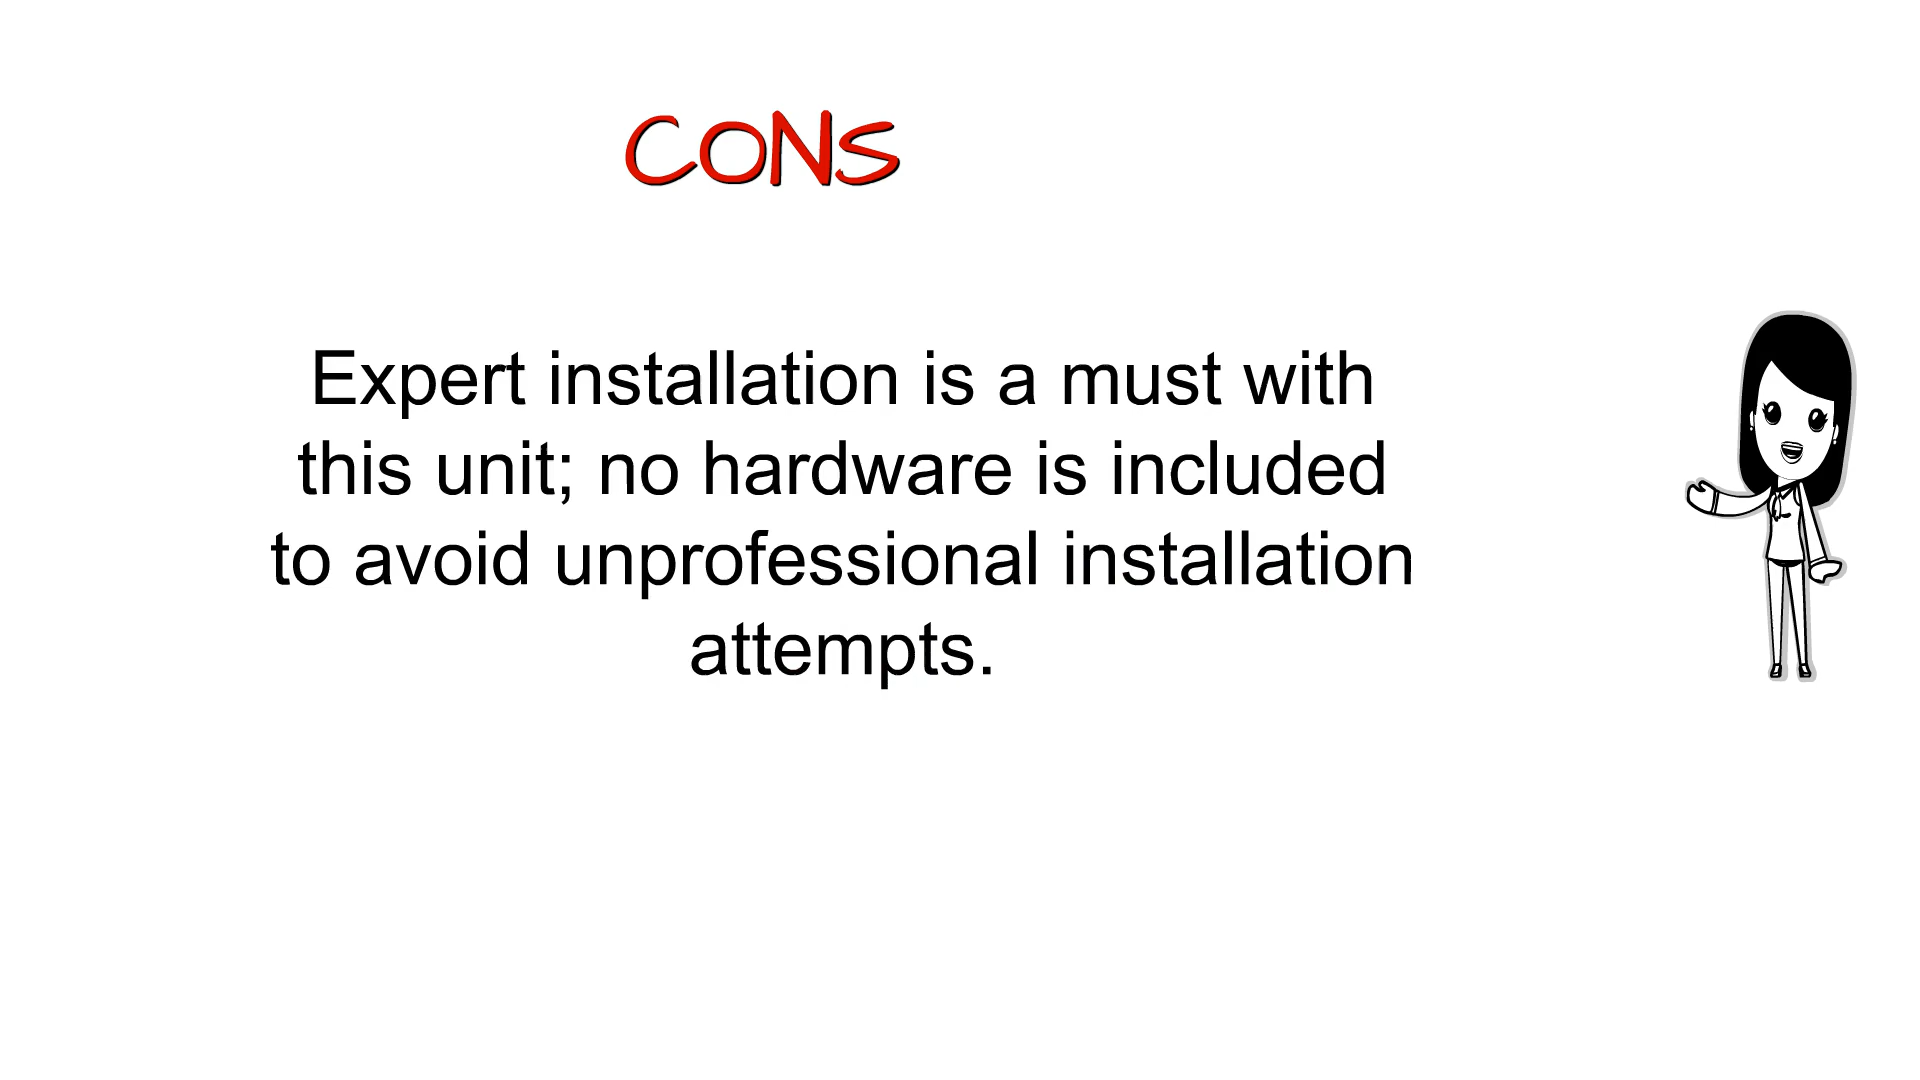 CONS
Expert installation is a must with
this unit; no hardware is included
to avoid unprofessional installation
attempts.